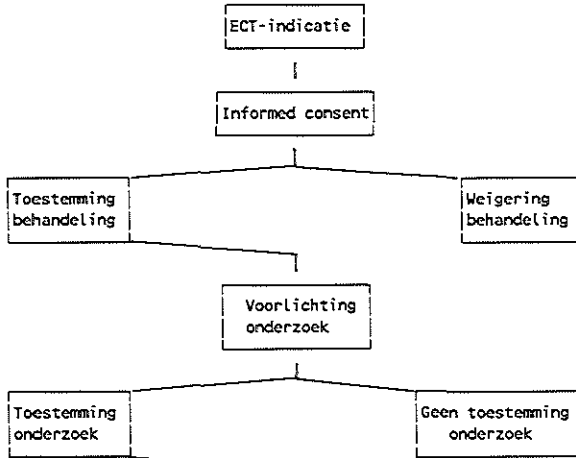 ECT-indicatie
Informed consent
Toestemming
behandeling
Weigering
behandeling
Voorlichting
onderzoek
Toestemming
onderzoek
Geen toestemming
onderzoek